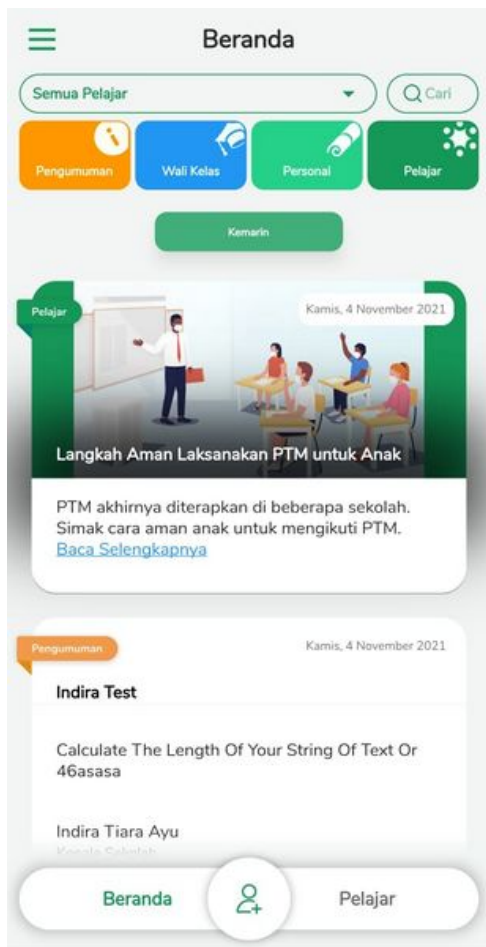 Beranda
Semua Pelajar
Cari
Pengumuman
Wali Kelas
Personal
Pelajar
Kemarin
Pelajar
Kamis, 4 November 2021
Langkah Aman Laksanakan PTM untuk Anak
PTM akhirnya diterapkan di beberapa sekolah.
Simak cara aman anak untuk mengikuti PTM.
Baca Selengkapnya
Pengumuman
Kamis, 4 November 2021
Indira Test
Calculate The Length Of Your String Of Text Or
46asasa
Indira Tiara Ayu
Kepala Sekolah
Beranda
Pelajar